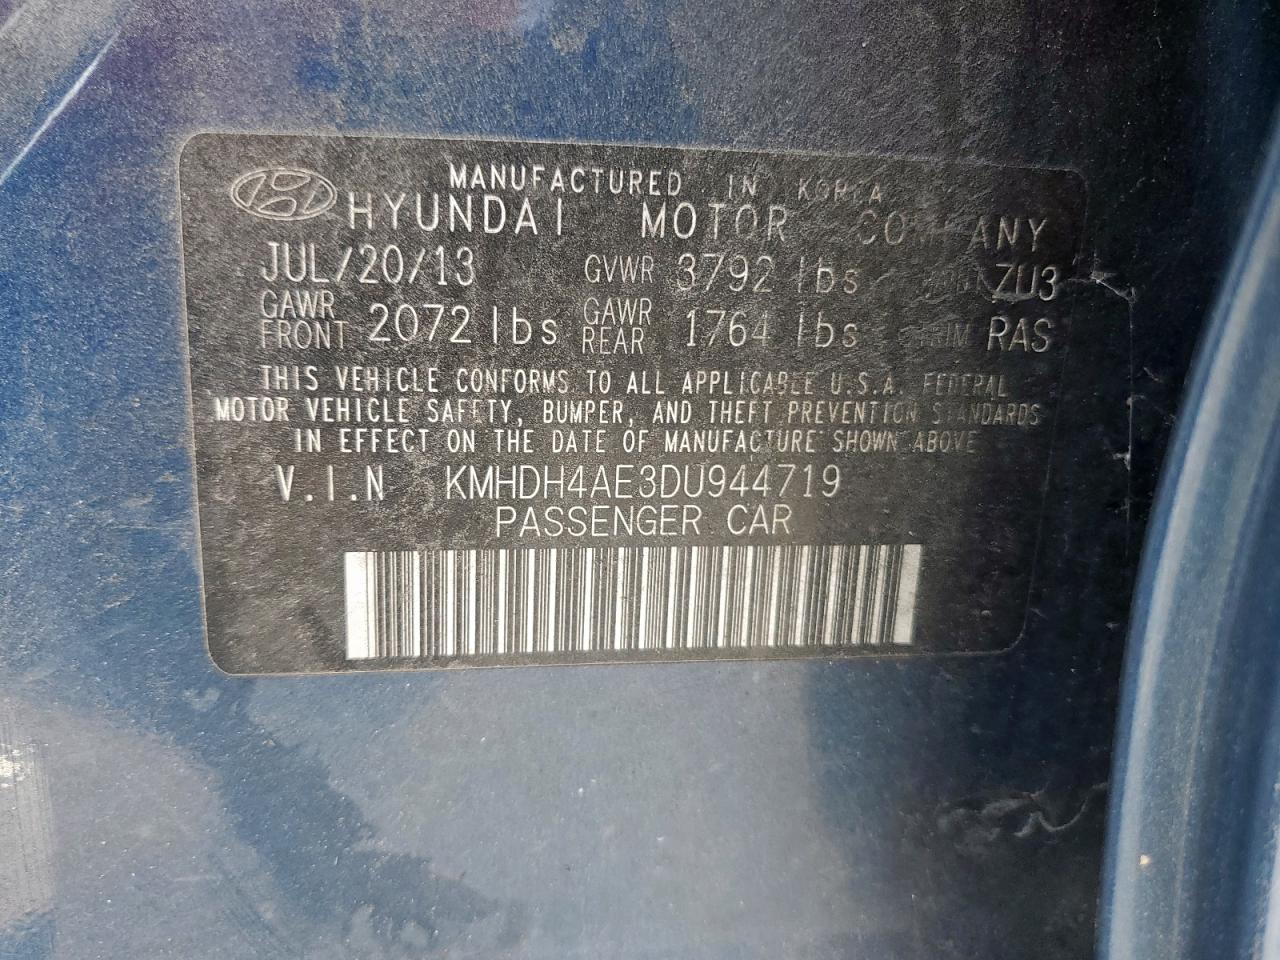 MANUFACTURED IN KOREA
HYUNDAI MOTOR COMPANY
JUL/20/13 GVWR 3792 lbs ZU3
GAWR FRONT 2072 lbs GAWR REAR 1764 lbs TRIM RAS
THIS VEHICLE CONFORMS TO ALL APPLICABLE U.S.A. FEDERAL
MOTOR VEHICLE SAFETY, BUMPER, AND THEFT PREVENTION STANDARDS
IN EFFECT ON THE DATE OF MANUFACTURE SHOWN ABOVE
V.I.N KMHDH4AE3DU944719
PASSENGER CAR